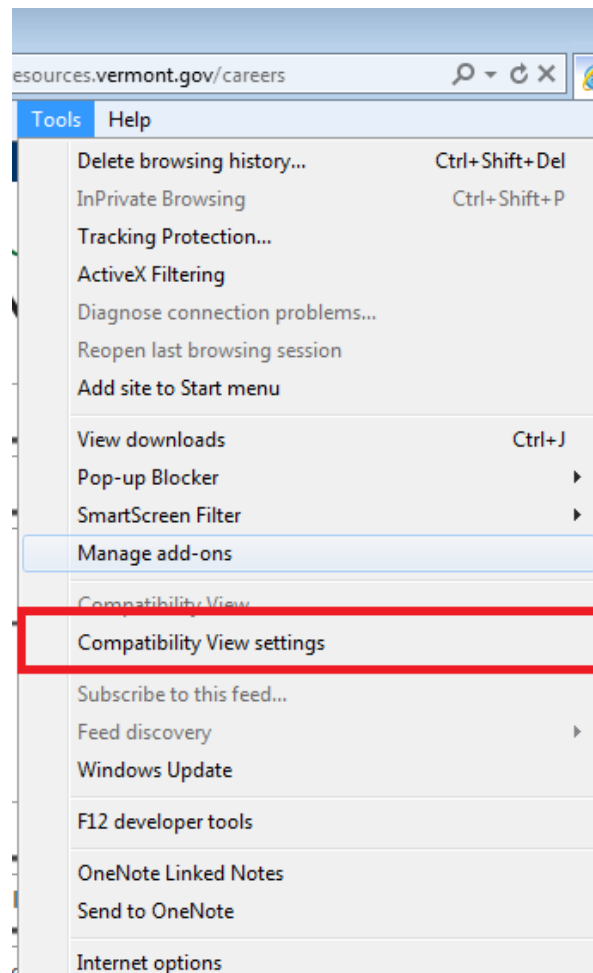 esources.vermont.gov/careers
Tools Help
Delete browsing history... Ctrl+Shift+Del
InPrivate Browsing Ctrl+Shift+P
Tracking Protection...
ActiveX Filtering
Diagnose connection problems...
Reopen last browsing session
Add site to Start menu
View downloads Ctrl+J
Pop-up Blocker
SmartScreen Filter
Manage add-ons
Compatibility View
Compatibility View settings
Subscribe to this feed...
Feed discovery
Windows Update
F12 developer tools
OneNote Linked Notes
Send to OneNote
Internet options